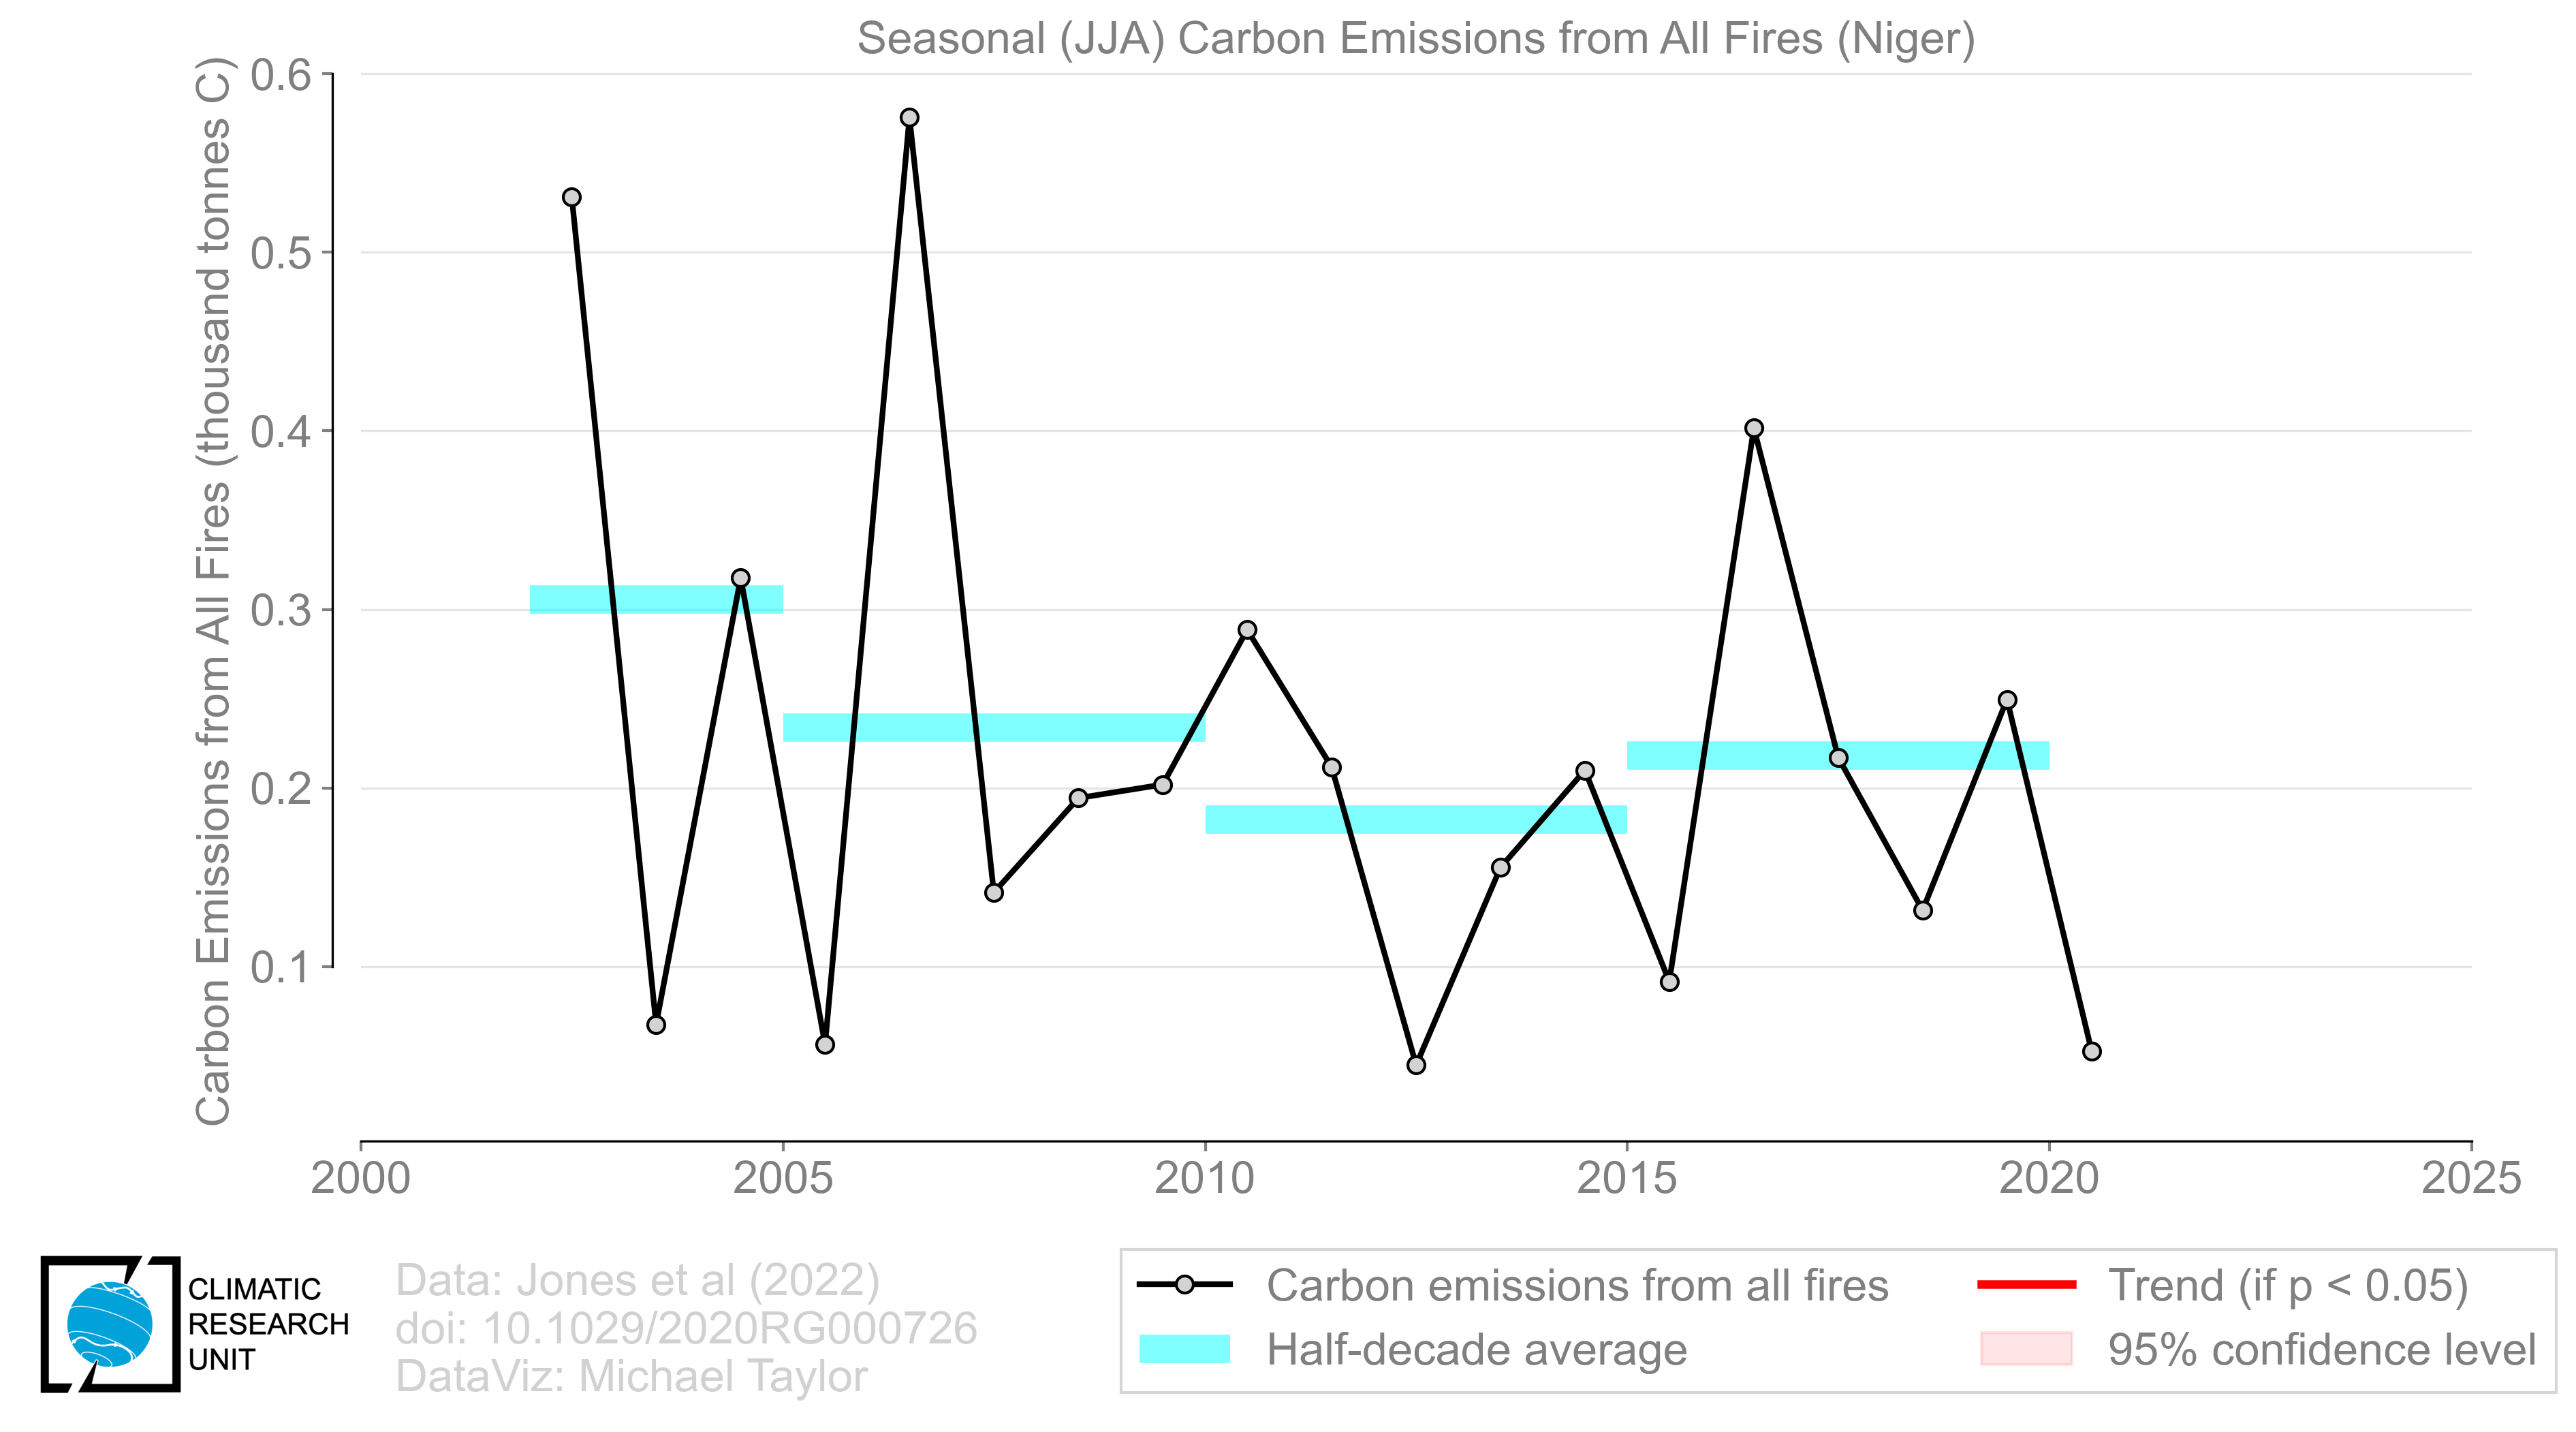 Seasonal (JJA) Carbon Emissions from All Fires (Niger)
Carbon Emissions from All Fires (thousand tonnes C)
0.6
0.5
0.4
0.3
0.2
0.1
2000
2005
2010
2015
2020
2025
CLIMATIC
RESEARCH
UNIT
Data: Jones et al (2022)
doi: 10.1029/2020RG000726
DataViz: Michael Taylor
Carbon emissions from all fires
Half-decade average
Trend (if p < 0.05)
95% confidence level